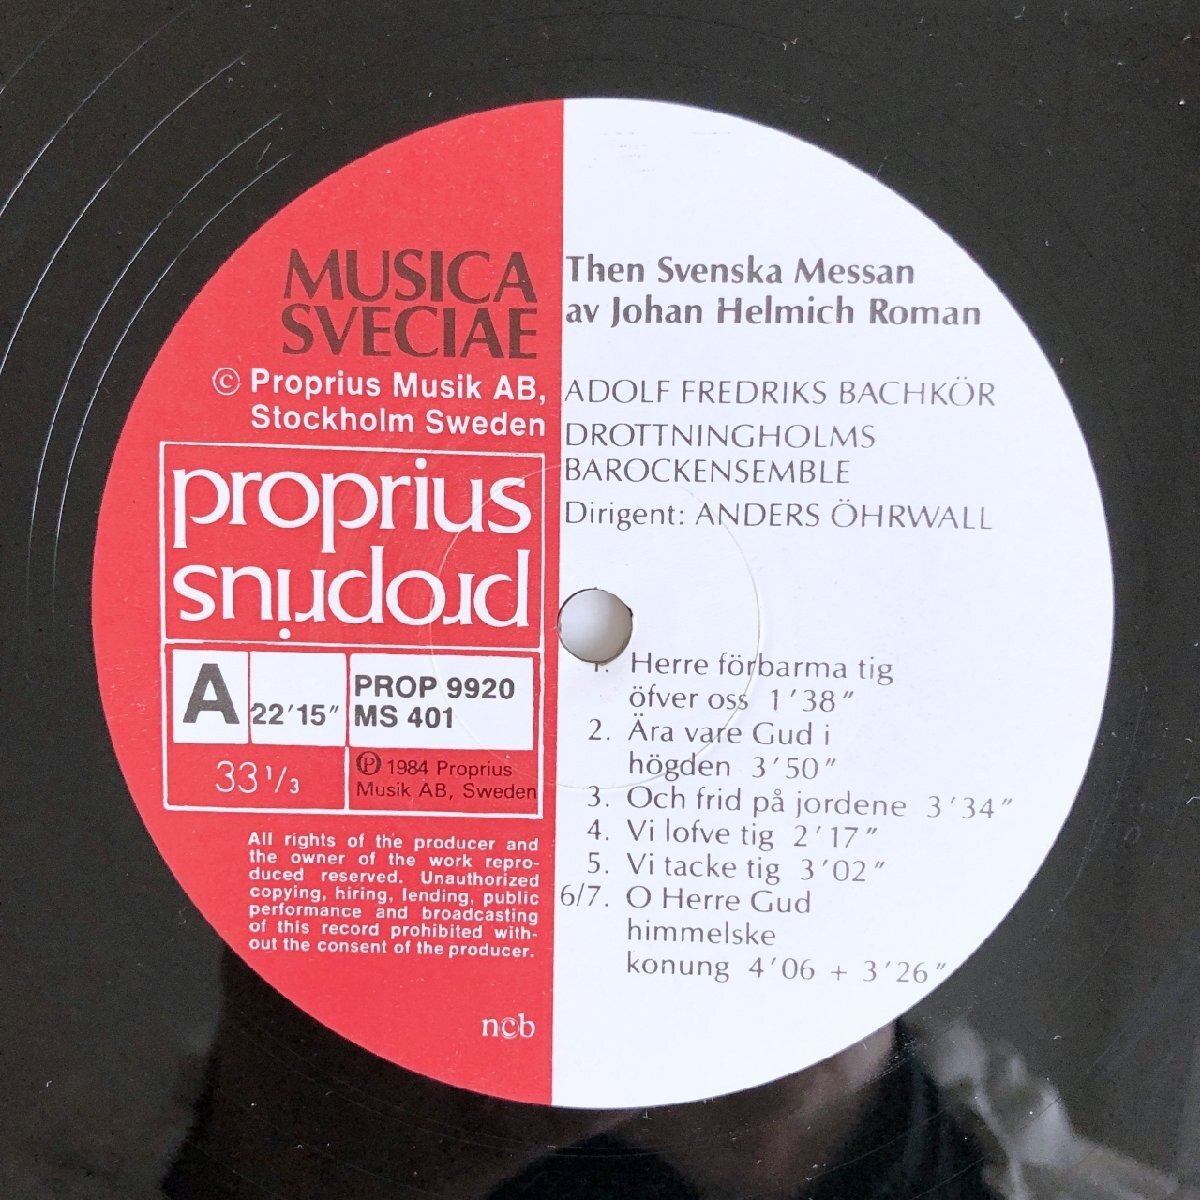 MUSICA
SVECIAE
© Proprius Musik AB,
Stockholm Sweden
proprius
proprius
A
22'15"
PROP 9920
MS 401
33 1/3
℗ 1984 Proprius
Musik AB, Sweden
All rights of the producer and
the owner of the work repro-
duced reserved. Unauthorized
copying, hiring, lending, public
performance and broadcasting
of this record prohibited with-
out the consent of the producer.
ncb
Then Svenska Messan
av Johan Helmich Roman
ADOLF FREDRIKS BACHKÖR
DROTTNINGHOLMS
BAROCKENSEMBLE
Dirigent: ANDERS ÖHRWALL
1. Herre förbarma tig
öfver oss 1'38"
2. Ära vare Gud i
högden 3'50"
3. Och frid på jordene 3'34"
4. Vi lofve tig 2'17"
5. Vi tacke tig 3'02"
6/7. O Herre Gud
himmelske
konung 4'06 + 3'26"